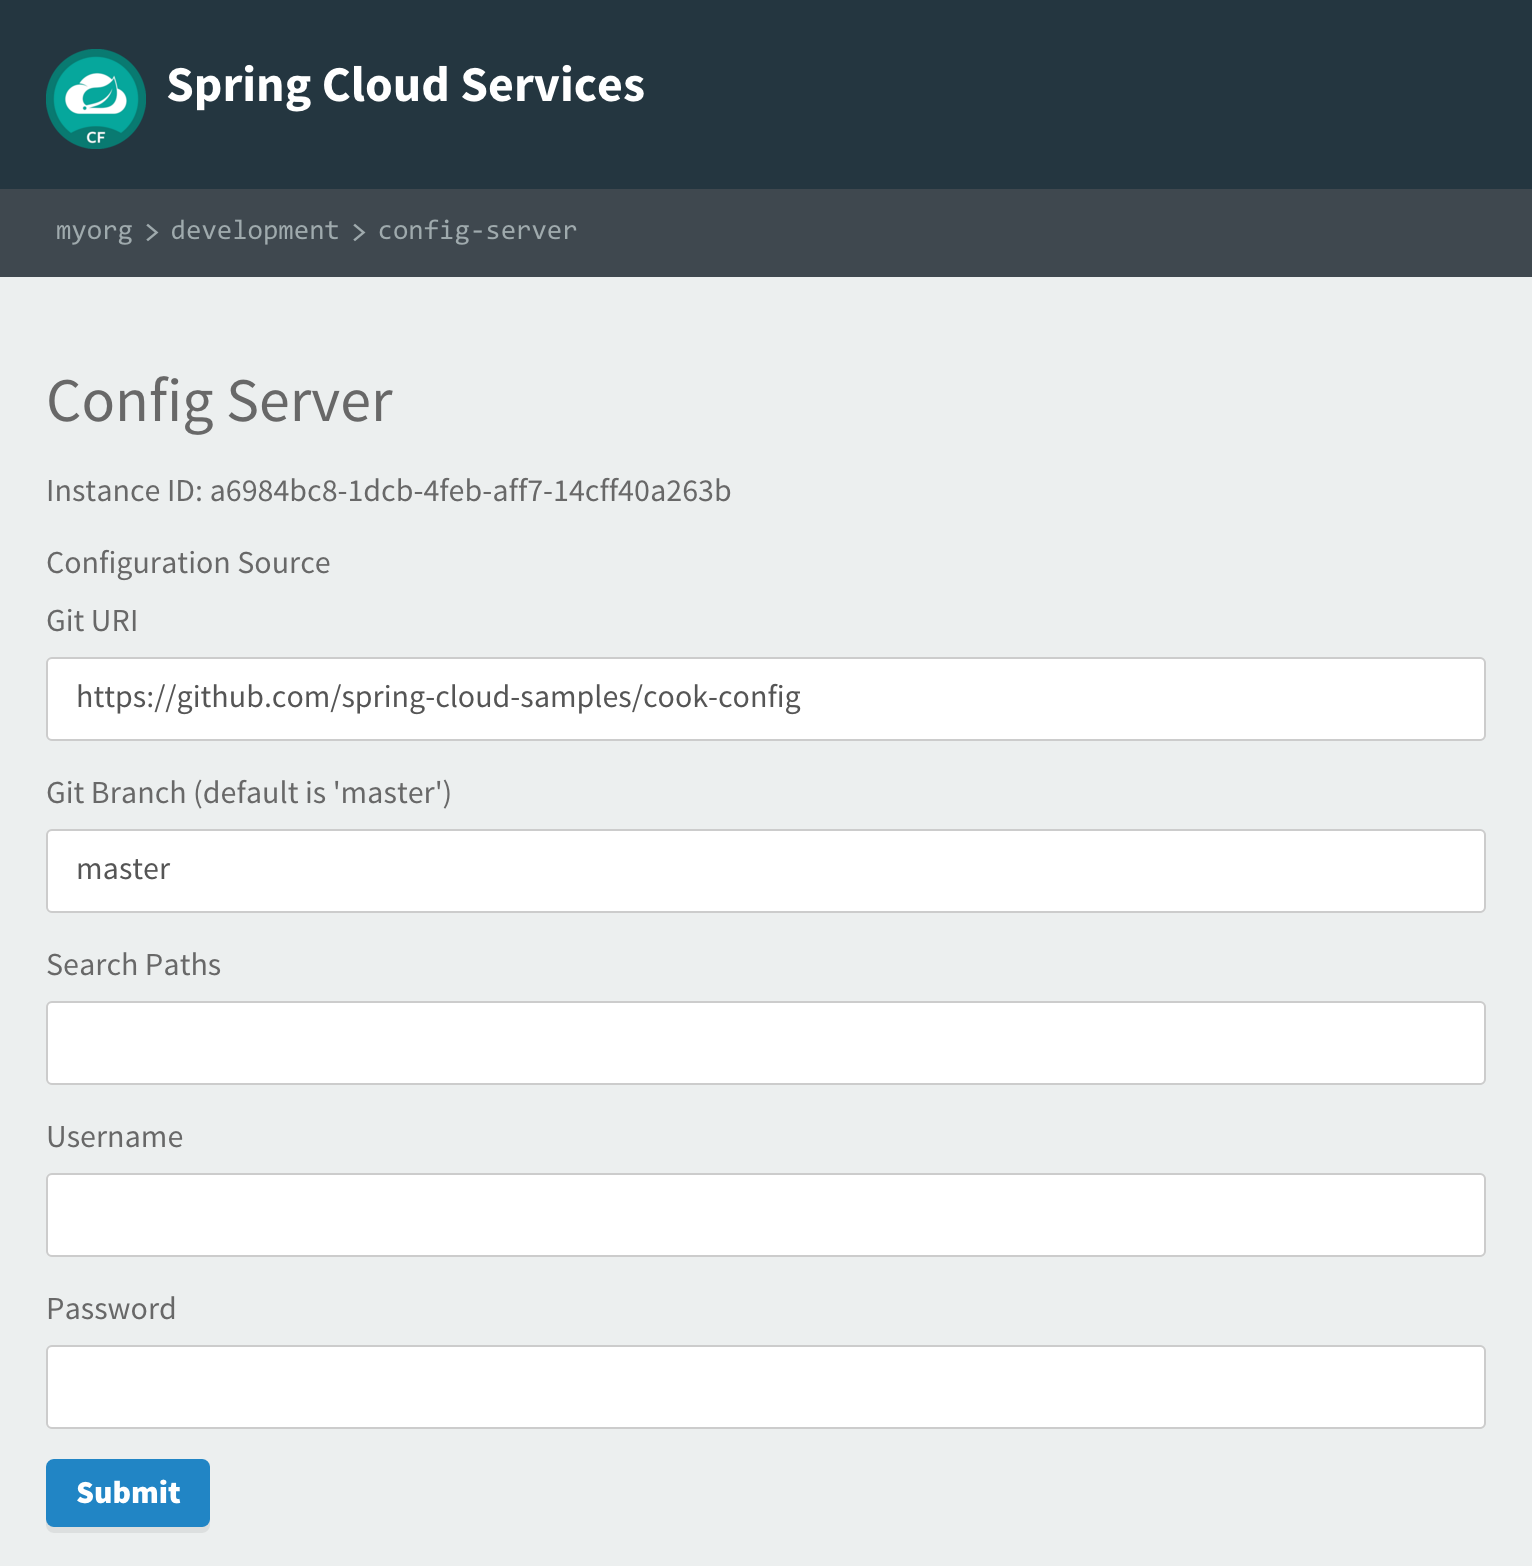 CF
Spring Cloud Services
myorg > development > config-server
Config Server
Instance ID: a6984bc8-1dcb-4feb-aff7-14cff40a263b
Configuration Source
Git URI
https://github.com/spring-cloud-samples/cook-config
Git Branch (default is 'master')
master
Search Paths
Username
Password
Submit